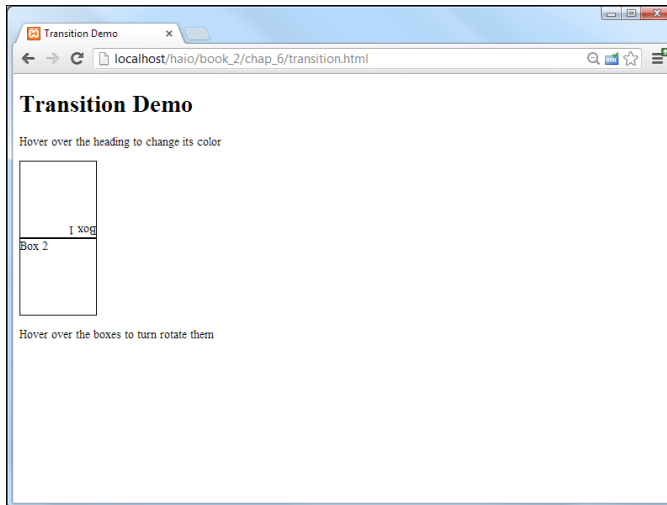 Transition Demo
localhost/haio/book_2/chap_6/transition.html
Transition Demo
Hover over the heading to change its color
Box 1
Box 2
Hover over the boxes to turn rotate them